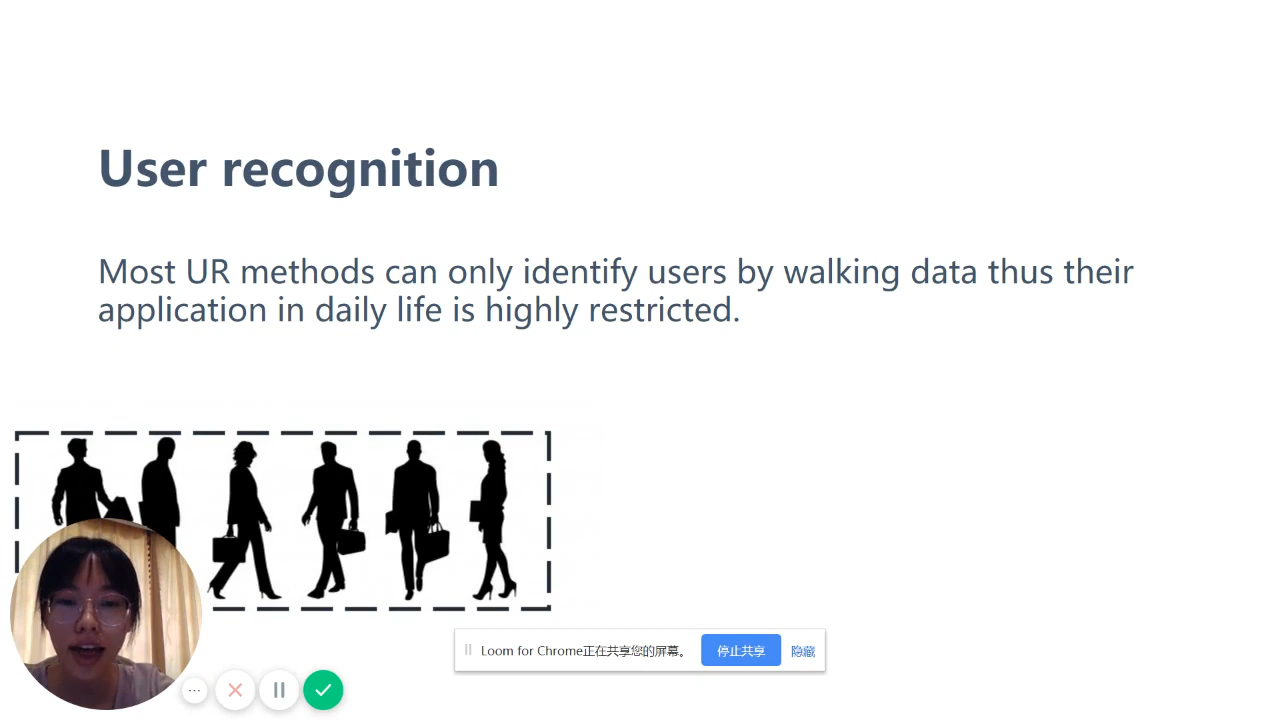 User recognition
Most UR methods can only identify users by walking data thus their
application in daily life is highly restricted.
Loom for Chrome正在共享您的屏幕。 停止共享 隐藏